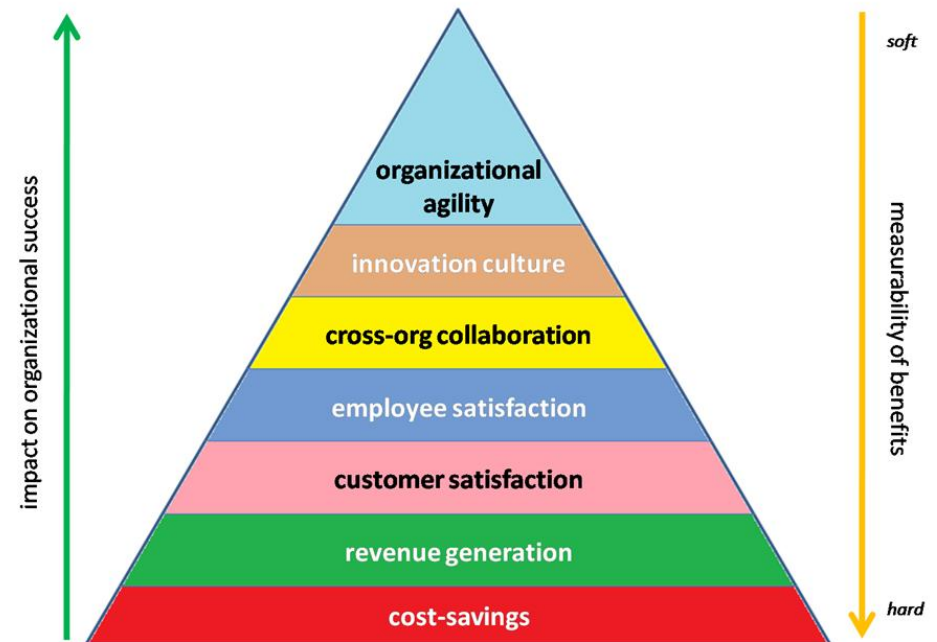 soft
organizational
agility
impact on organizational success
measurability of benefits
innovation culture
cross-org collaboration
employee satisfaction
customer satisfaction
revenue generation
cost-savings
hard